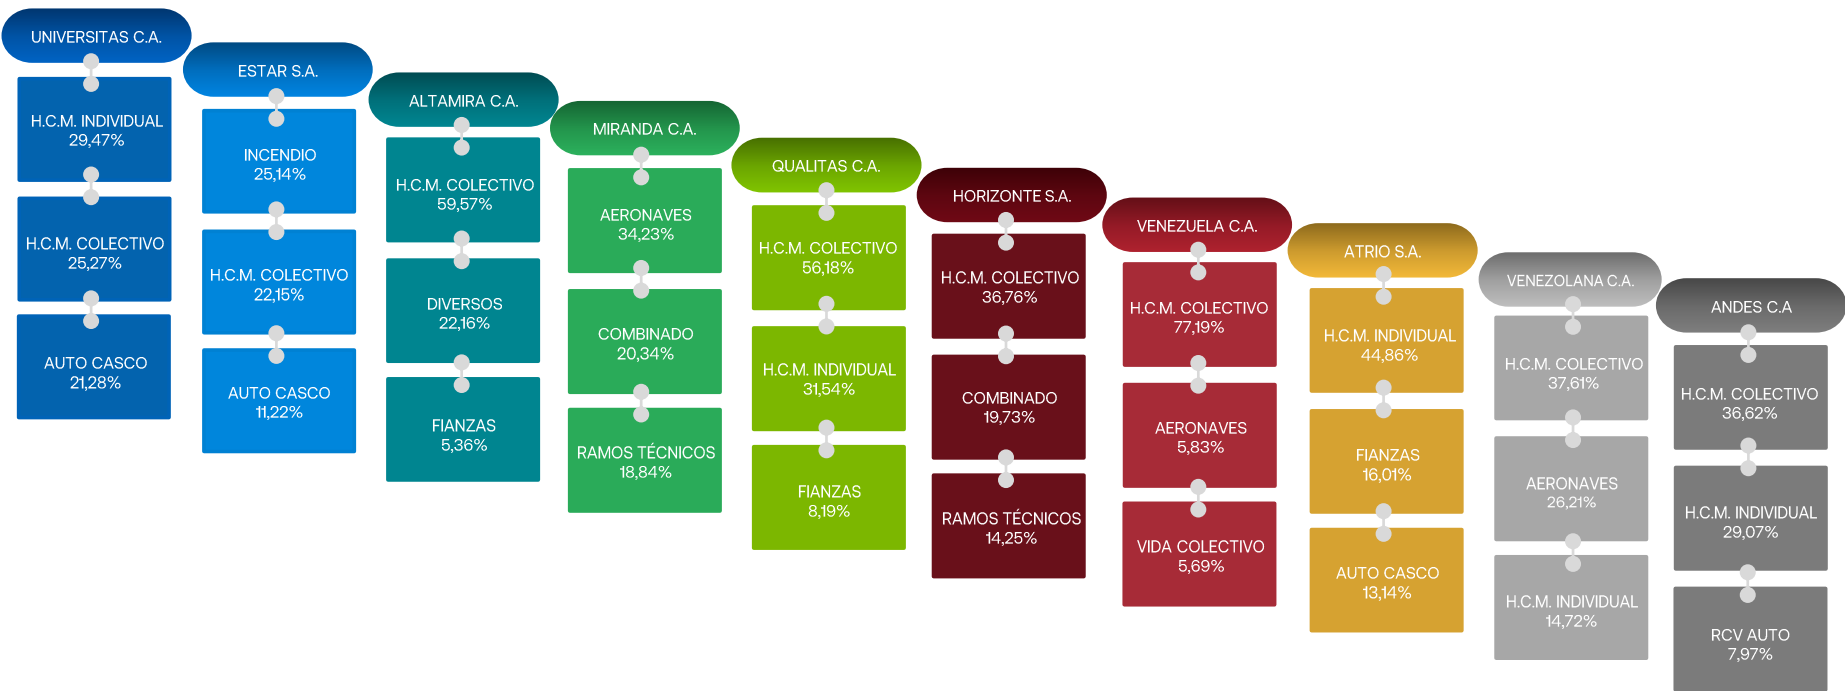 UNIVERSITAS C.A.
H.C.M. INDIVIDUAL
29,47%
H.C.M. COLECTIVO
25,27%
AUTO CASCO
21,28%
ESTAR S.A.
INCENDIO
25,14%
H.C.M. COLECTIVO
22,15%
AUTO CASCO
11,22%
ALTAMIRA C.A.
H.C.M. COLECTIVO
59,57%
DIVERSOS
22,16%
FIANZAS
5,36%
MIRANDA C.A.
AERONAVES
34,23%
COMBINADO
20,34%
RAMOS TÉCNICOS
18,84%
QUALITAS C.A.
H.C.M. COLECTIVO
56,18%
H.C.M. INDIVIDUAL
31,54%
FIANZAS
8,19%
HORIZONTE S.A.
H.C.M. COLECTIVO
36,76%
COMBINADO
19,73%
RAMOS TÉCNICOS
14,25%
VENEZUELA C.A.
H.C.M. COLECTIVO
77,19%
AERONAVES
5,83%
VIDA COLECTIVO
5,69%
ATRIO S.A.
H.C.M. INDIVIDUAL
44,86%
FIANZAS
16,01%
AUTO CASCO
13,14%
VENEZOLANA C.A.
H.C.M. COLECTIVO
37,61%
AERONAVES
26,21%
H.C.M. INDIVIDUAL
14,72%
ANDES C.A
H.C.M. COLECTIVO
36,62%
H.C.M. INDIVIDUAL
29,07%
RCV AUTO
7,97%